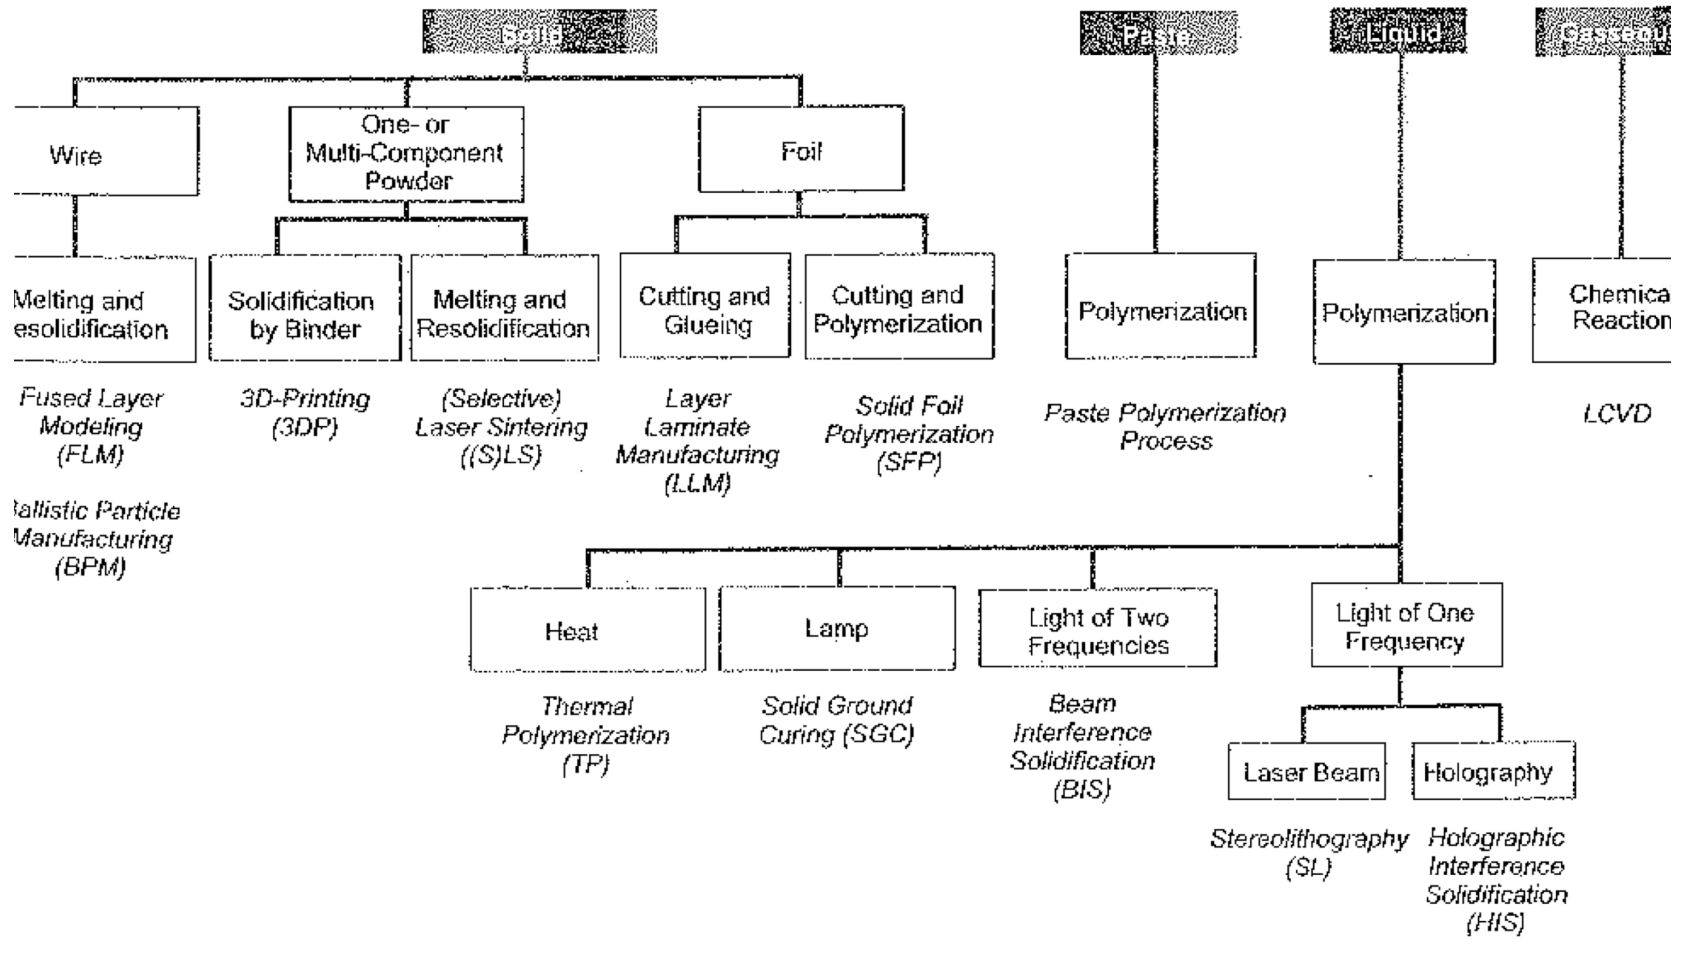 Solid
Paste
Liquid
Gasseou
Wire
One- or
Multi-Component
Powder
Foil
Melting and
esolidification
Solidification
by Binder
Melting and
Resolidification
Cutting and
Glueing
Cutting and
Polymerization
Polymerization
Polymerization
Chemica
Reaction
Fused Layer
Modeling
(FLM)
3D-Printing
(3DP)
(Selective)
Laser Sintering
((S)LS)
Layer
Laminate
Manufacturing
(LLM)
Solid Foil
Polymerization
(SFP)
Paste Polymerization
Process
LCVD
Ballistic Particle
Manufacturing
(BPM)
Heat
Lamp
Light of Two
Frequencies
Light of One
Frequency
Thermal
Polymerization
(TP)
Solid Ground
Curing (SGC)
Beam
Interference
Solidification
(BIS)
Laser Beam
Holography
Stereolithography
(SL)
Holographic
Interference
Solidification
(HIS)